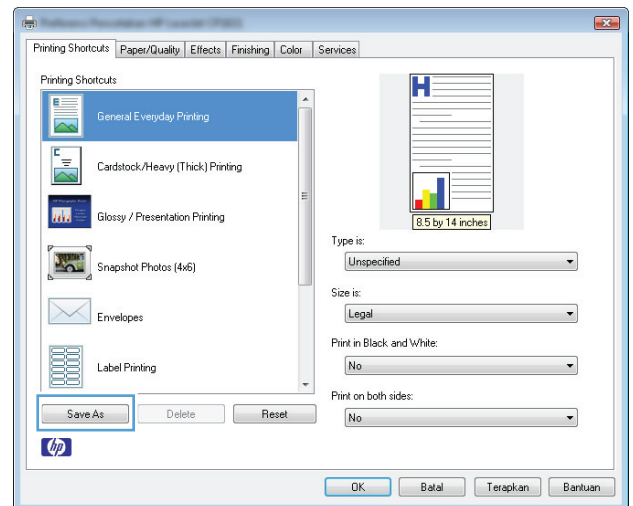 Printing Shortcuts
Paper/Quality
Effects
Finishing
Color
Services
Printing Shortcuts
General Everyday Printing
Cardstock/Heavy (Thick) Printing
Glossy / Presentation Printing
Snapshot Photos (4x6)
Envelopes
Label Printing
Save As
Delete
Reset
H
8.5 by 14 inches
Type is:
Unspecified
Size is:
Legal
Print in Black and White:
No
Print on both sides:
No
hp
OK
Batal
Terapkan
Bantuan